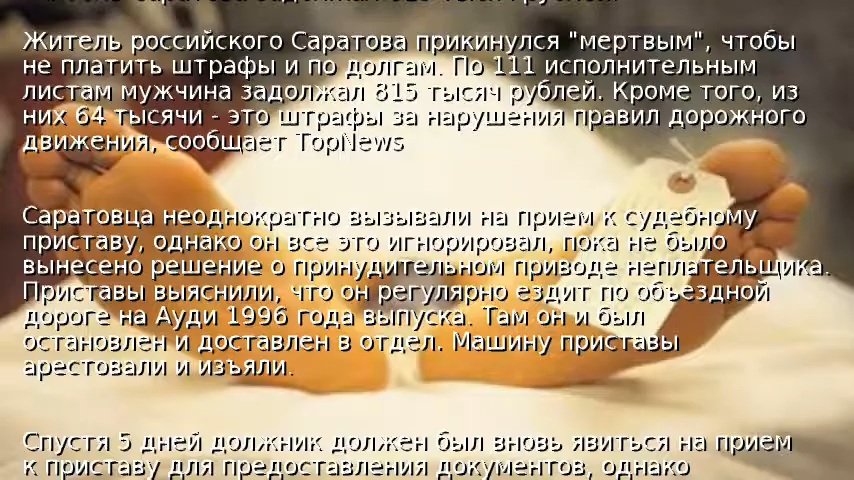 Житель российского Саратова прикинулся "мертвым", чтобы
не платить штрафы и по долгам. По 111 исполнительным
листам мужчина задолжал 815 тысяч рублей. Кроме того, из
них 64 тысячи - это штрафы за нарушения правил дорожного
движения, сообщает TopNews
Саратовца неоднократно вызывали на прием к судебному
приставу, однако он все это игнорировал, пока не было
вынесено решение о принудительном приводе неплательщика.
Приставы выяснили, что он регулярно ездит по объездной
дороге на Ауди 1996 года выпуска. Там он и был
остановлен и доставлен в отдел. Машину приставы
арестовали и изъяли.
Спустя 5 дней должник должен был вновь явиться на прием
к приставу для предоставления документов, однако